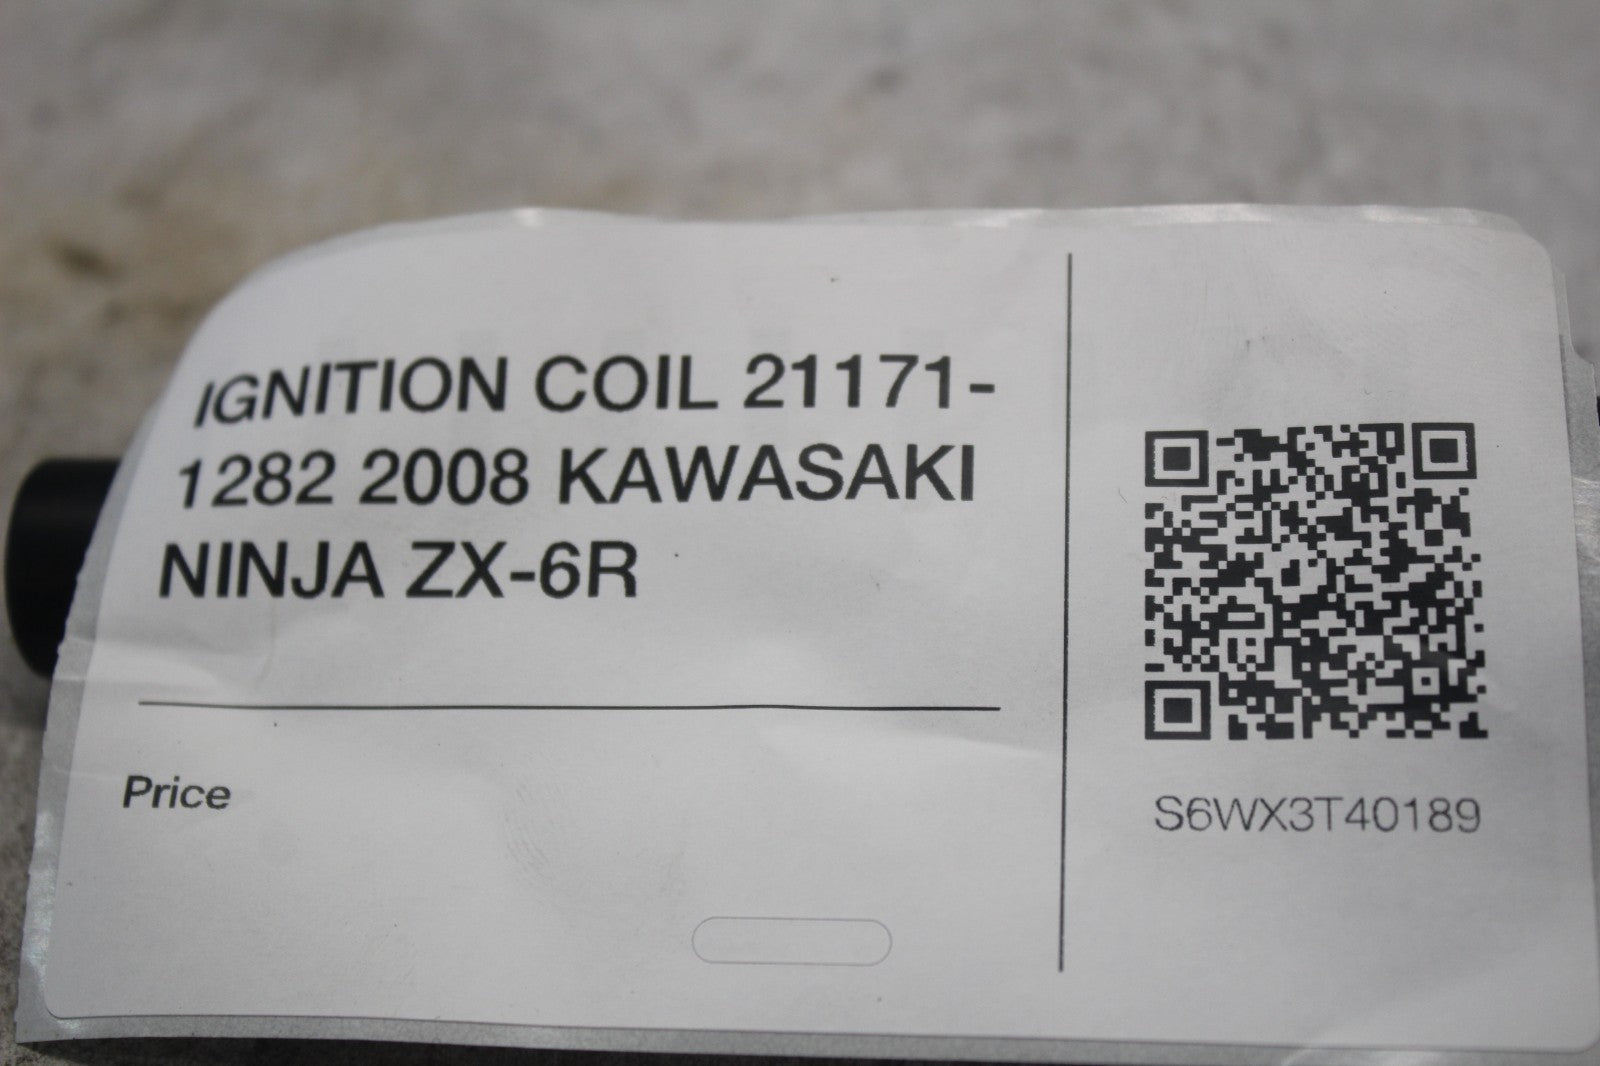 IGNITION COIL 21171-
1282 2008 KAWASAKI
NINJA ZX-6R
Price
S6WX3T40189